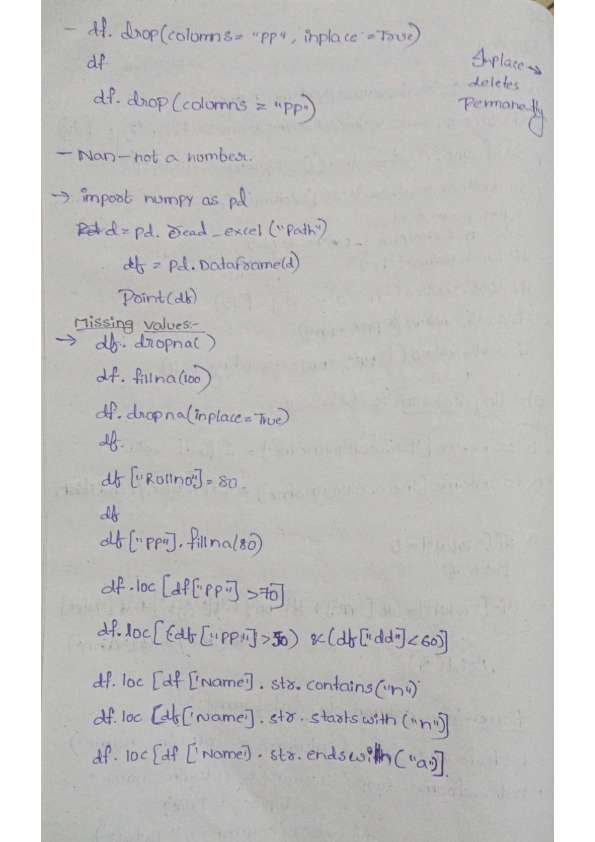 - df. drop(columns= "PP", inplace = True)
df
Inplace →
deletes
Permanatly
df. drop (columns = "PP")
- Nan - not a number.
→ import numpy as pd
d = pd. read_excel ("Path")
df = pd. DataFrame(d)
Print(df)
Missing values:-
→ df. dropna( )
df. fillna(100)
df. dropna(inplace = True)
df.
df ["Rollno"] = 80.
df
df ["PP"]. fillna(80)
df. loc [df["PP"] >70]
df. loc [(df ["PP"]>50) & (df["dd"]<60)]
df. loc [df ['Name]. str. contains("n")
df. loc [df['Name]. str. starts with ("n")]
df. loc [df ['Name). str. endswith("a")].